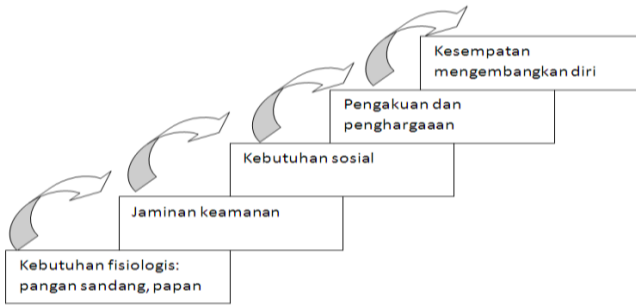 Kesempatan
mengembangkan diri
Pengakuan dan
penghargaaan
Kebutuhan sosial
Jaminan keamanan
Kebutuhan fisiologis:
pangan sandang, papan